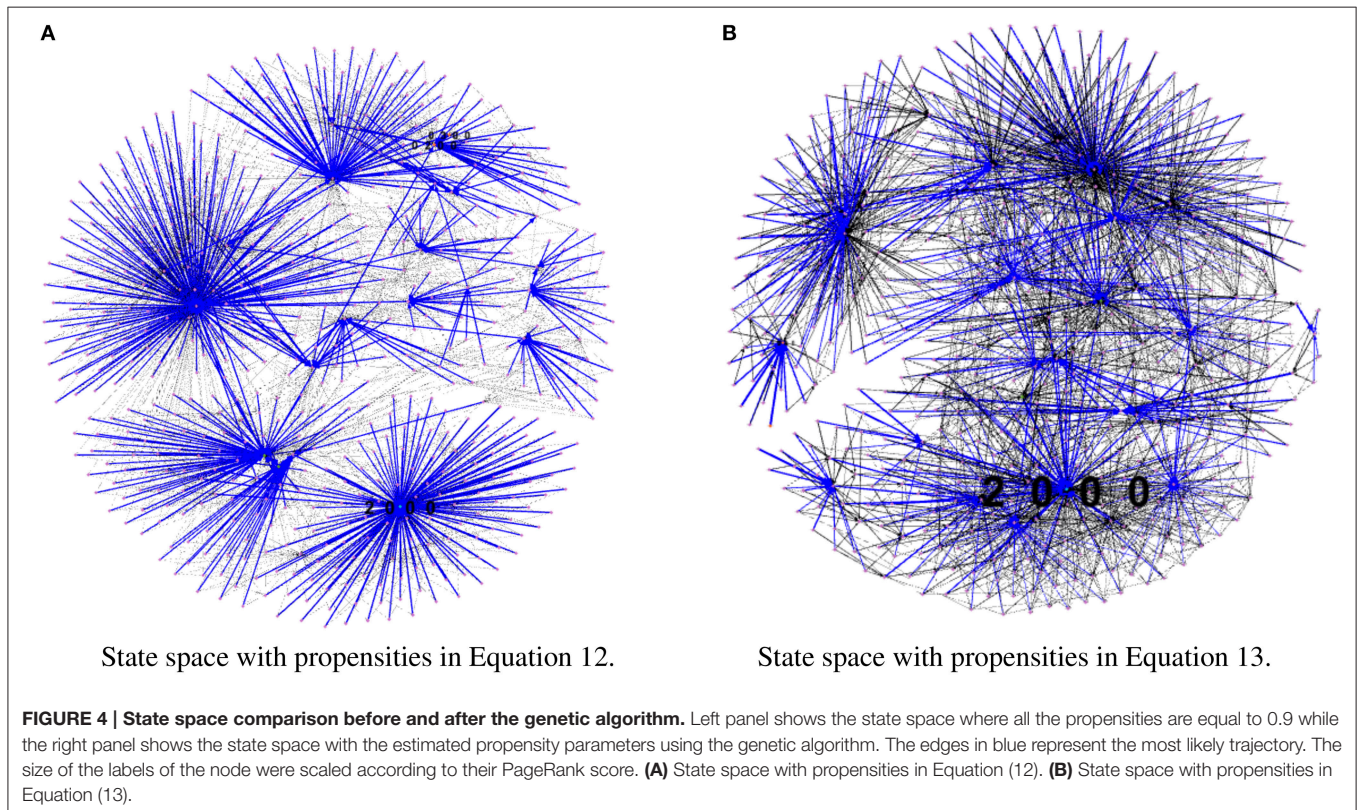 A
B
0 2 0 0
2 0 0 0
2 0 0 0
State space with propensities in Equation 12.
State space with propensities in Equation 13.
FIGURE 4 | State space comparison before and after the genetic algorithm. Left panel shows the state space where all the propensities are equal to 0.9 while
the right panel shows the state space with the estimated propensity parameters using the genetic algorithm. The edges in blue represent the most likely trajectory. The
size of the labels of the node were scaled according to their PageRank score. (A) State space with propensities in Equation (12). (B) State space with propensities in
Equation (13).